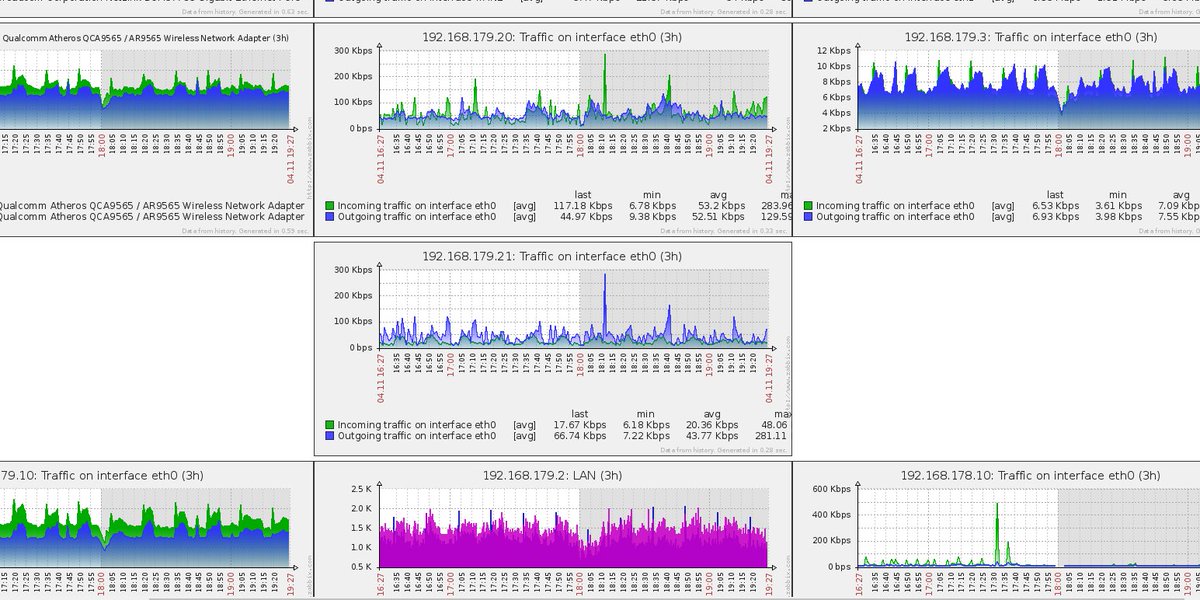 Data from history. Generated in 0.63 sec.
Data from history. Generated in 0.28 sec.
Qualcomm Atheros QCA9565 / AR9565 Wireless Network Adapter (3h)
17:15 17:20 17:25 17:30 17:35 17:40 17:45 17:50 17:55 18:00 18:05 18:10 18:15 18:20 18:25 18:30 18:35 18:40 18:45 18:50 18:55 19:00 19:05 19:10 19:15 19:20 04.11 19:27
Qualcomm Atheros QCA9565 / AR9565 Wireless Network Adapter
Qualcomm Atheros QCA9565 / AR9565 Wireless Network Adapter
Data from history. Generated in 0.59 sec.
192.168.179.20: Traffic on interface eth0 (3h)
300 Kbps
200 Kbps
100 Kbps
0 bps
04.11 16:27 16:35 16:40 16:45 16:50 16:55 17:00 17:05 17:10 17:15 17:20 17:25 17:30 17:35 17:40 17:45 17:50 17:55 18:00 18:05 18:10 18:15 18:20 18:25 18:30 18:35 18:40 18:45 18:50 18:55 19:00 19:05 19:10 19:15 19:20 04.11 19:27
last min avg
Incoming traffic on interface eth0 [avg] 117.18 Kbps 6.78 Kbps 53.2 Kbps 283.96
Outgoing traffic on interface eth0 [avg] 44.97 Kbps 9.38 Kbps 52.51 Kbps 129.59
Data from history. Generated in 0.33 sec.
192.168.179.3: Traffic on interface eth0 (3h)
12 Kbps
10 Kbps
8 Kbps
6 Kbps
4 Kbps
2 Kbps
04.11 16:27 16:35 16:40 16:45 16:50 16:55 17:00 17:05 17:10 17:15 17:20 17:25 17:30 17:35 17:40 17:45 17:50 17:55 18:00 18:05 18:10 18:15 18:20 18:25 18:30 18:35 18:40 18:45 18:50 18:55 19:00
last min avg
Incoming traffic on interface eth0 [avg] 6.53 Kbps 3.61 Kbps 7.09 Kbps
Outgoing traffic on interface eth0 [avg] 6.93 Kbps 3.98 Kbps 7.55 Kbps
Data from history. Ge
192.168.179.21: Traffic on interface eth0 (3h)
300 Kbps
200 Kbps
100 Kbps
0 bps
04.11 16:27 16:35 16:40 16:45 16:50 16:55 17:00 17:05 17:10 17:15 17:20 17:25 17:30 17:35 17:40 17:45 17:50 17:55 18:00 18:05 18:10 18:15 18:20 18:25 18:30 18:35 18:40 18:45 18:50 18:55 19:00 19:05 19:10 19:15 19:20 04.11 19:27
last min avg max
Incoming traffic on interface eth0 [avg] 17.67 Kbps 6.18 Kbps 20.36 Kbps 48.06
Outgoing traffic on interface eth0 [avg] 66.74 Kbps 7.22 Kbps 43.77 Kbps 281.11
Data from history. Generated in 0.28 sec.
79.10: Traffic on interface eth0 (3h)
17:15 17:20 17:25 17:30 17:35 17:40 17:45 17:50 17:55 18:00 18:05 18:10 18:15 18:20 18:25 18:30 18:35 18:40 18:45 18:50 18:55 19:00 19:05 19:10 19:15 19:20 19:27
192.168.179.2: LAN (3h)
2.5 K
2.0 K
1.5 K
1.0 K
0.5 K
16:27 16:35 16:40 16:45 16:50 16:55 17:00 17:05 17:10 17:15 17:20 17:25 17:30 17:35 17:40 17:45 17:50 17:55 18:00 18:05 18:10 18:15 18:20 18:25 18:30 18:35 18:40 18:45 18:50 18:55 19:00 19:05 19:10 19:15 19:20 19:27
192.168.178.10: Traffic on interface eth0 (3h)
600 Kbps
400 Kbps
200 Kbps
0 bps
16:27 16:35 16:40 16:45 16:50 16:55 17:00 17:05 17:10 17:15 17:20 17:25 17:30 17:35 17:40 17:45 17:50 17:55 18:00 18:05 18:10 18:15 18:20 18:25 18:30 18:35 18:40 18:45 18:50 18:55 19:00